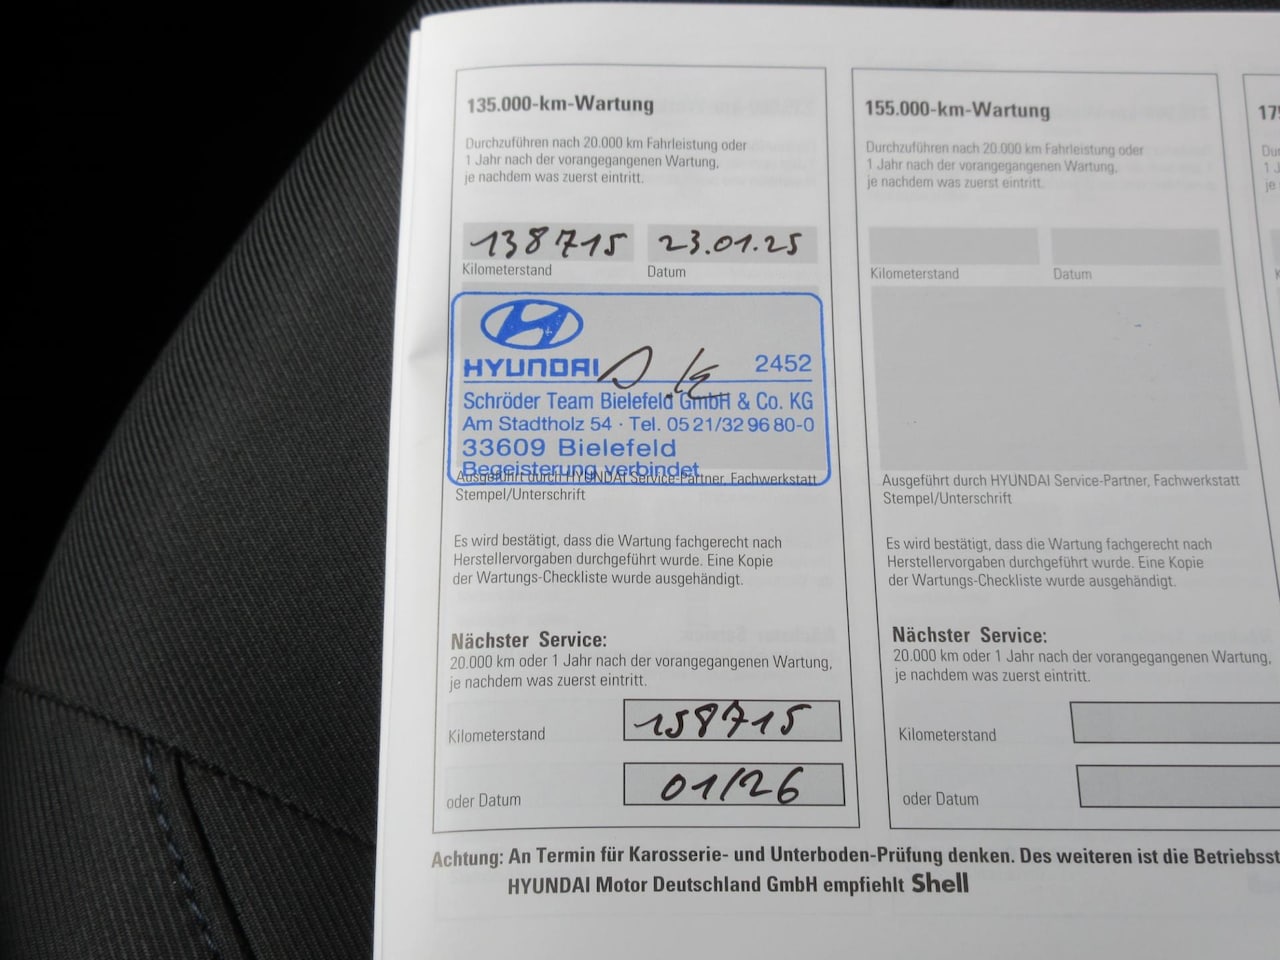 135.000-km-Wartung
Durchzuführen nach 20.000 km Fahrleistung oder
1 Jahr nach der vorangegangenen Wartung,
je nachdem was zuerst eintritt.
138715
23.01.25
Kilometerstand
Datum
HYUNDAI
2452
Schröder Team Bielefeld GmbH & Co. KG
Am Stadtholz 54 · Tel. 05 21/32 96 80-0
33609 Bielefeld
Begeisterung verbindet
Ausgeführt durch HYUNDAI Service-Partner, Fachwerkstatt
Stempel/Unterschrift
Es wird bestätigt, dass die Wartung fachgerecht nach
Herstellervorgaben durchgeführt wurde. Eine Kopie
der Wartungs-Checkliste wurde ausgehändigt.
Nächster Service:
20.000 km oder 1 Jahr nach der vorangegangenen Wartung,
je nachdem was zuerst eintritt.
Kilometerstand
158715
oder Datum
01/26
155.000-km-Wartung
Durchzuführen nach 20.000 km Fahrleistung oder
1 Jahr nach der vorangegangenen Wartung,
je nachdem was zuerst eintritt.
Kilometerstand
Datum
Ausgeführt durch HYUNDAI Service-Partner, Fachwerkstatt
Stempel/Unterschrift
Es wird bestätigt, dass die Wartung fachgerecht nach
Herstellervorgaben durchgeführt wurde. Eine Kopie
der Wartungs-Checkliste wurde ausgehändigt.
Nächster Service:
20.000 km oder 1 Jahr nach der vorangegangenen Wartung,
je nachdem was zuerst eintritt.
Kilometerstand
oder Datum
Achtung: An Termin für Karosserie- und Unterboden-Prüfung denken. Des weiteren ist die
HYUNDAI Motor Deutschland GmbH empfiehlt Shell